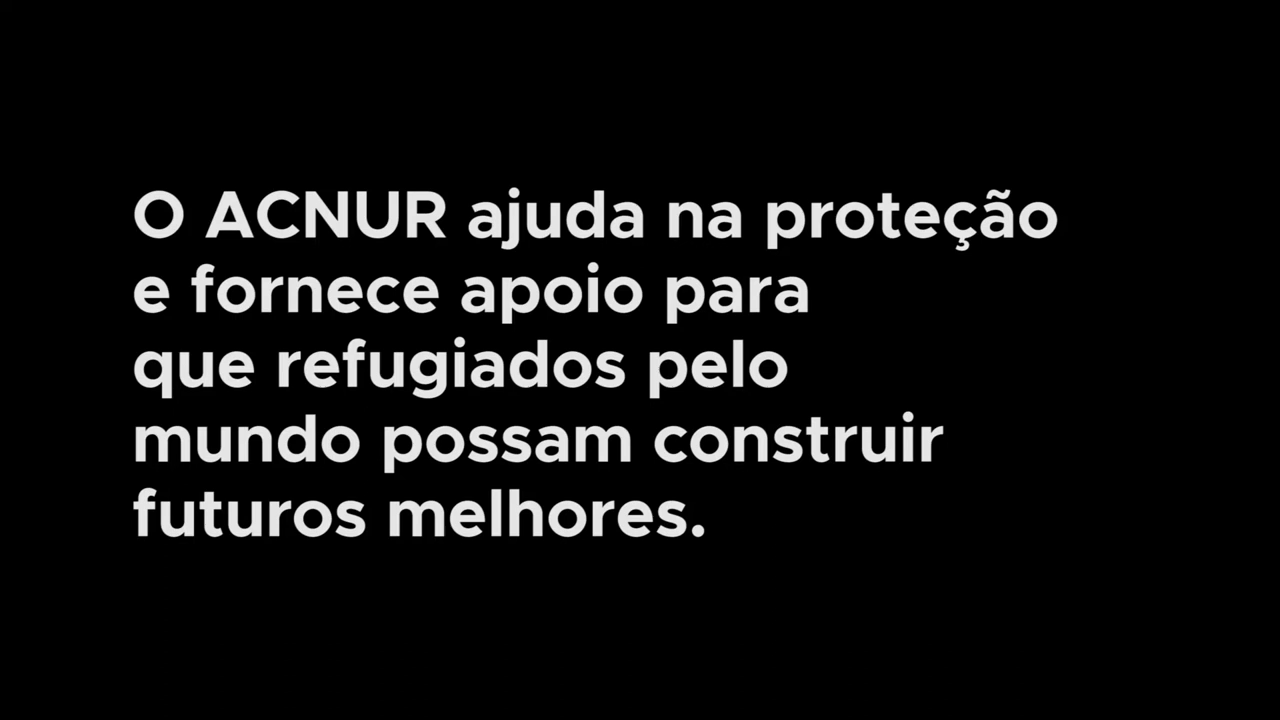 O ACNUR ajuda na proteção
e fornece apoio para
que refugiados pelo
mundo possam construir
futuros melhores.